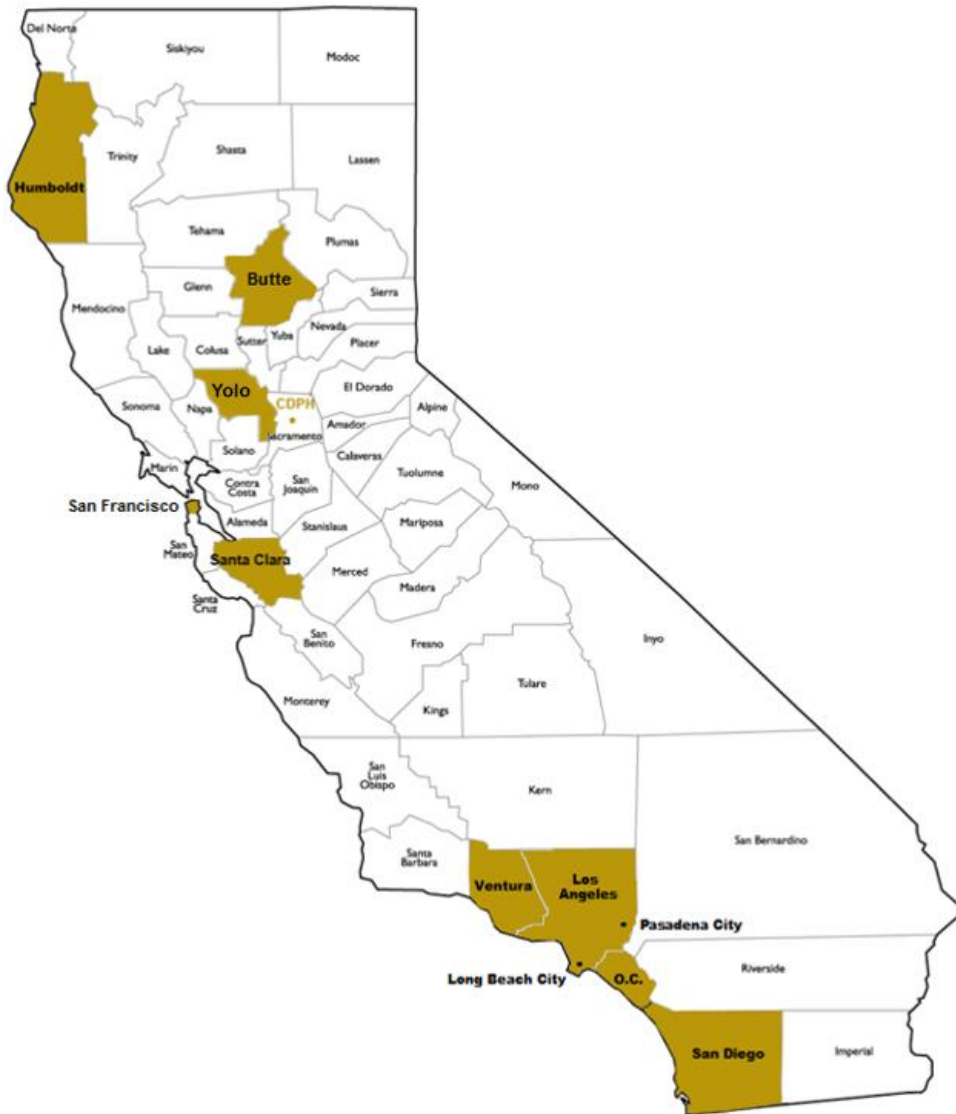 Del Norte
Siskiyou
Modoc
Humboldt
Trinity
Shasta
Lassen
Tehama
Plumas
Butte
Glenn
Sierra
Mendocino
Nevada
Yuba
Sutter
Colusa
Lake
Placer
El Dorado
Yolo
CDPH
Sonoma
Napa
Alpine
Sacramento
Amador
Solano
Calaveras
Marin
Tuolumne
Contra
Costa
San
Joaquin
Mono
San Francisco
Alameda
Stanislaus
Mariposa
San
Mateo
Santa Clara
Merced
Madera
Santa
Cruz
San
Benito
Fresno
Inyo
Tulare
Monterey
Kings
San
Luis
Obispo
Kern
San Bernardino
Santa
Barbara
Ventura
Los
Angeles
Pasadena City
Long Beach City
O.C.
Riverside
San Diego
Imperial